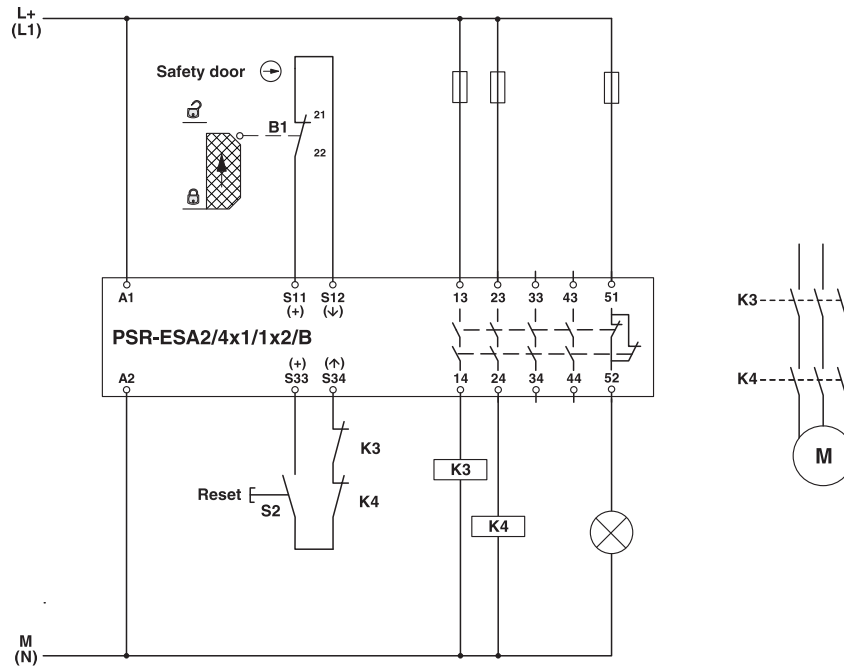 L+
(L1)
Safety door
B1
21
22
A1
S11
(+)
S12
(↓)
13
23
33
43
51
PSR-ESA2/4x1/1x2/B
A2
(+)
S33
(↑)
S34
14
24
34
44
52
K3
K4
Reset
S2
K3
K4
K3
K4
M
M
(N)